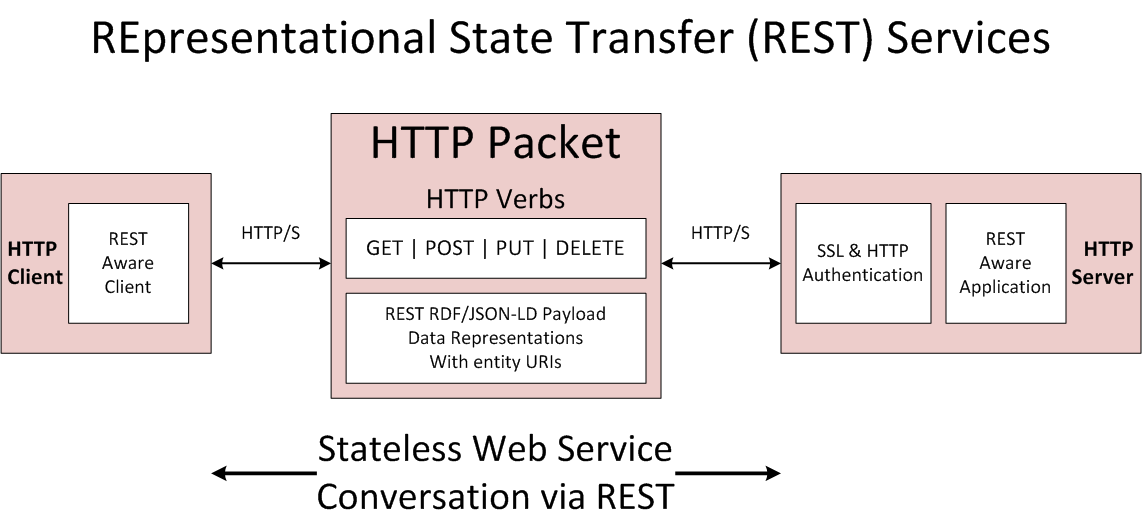 REpresentational State Transfer (REST) Services
HTTP Packet
HTTP Verbs
GET | POST | PUT | DELETE
REST RDF/JSON-LD Payload
Data Representations
With entity URIs
HTTP
Client
REST
Aware
Client
HTTP/S
HTTP/S
SSL & HTTP
Authentication
REST
Aware
Application
HTTP
Server
Stateless Web Service
Conversation via REST